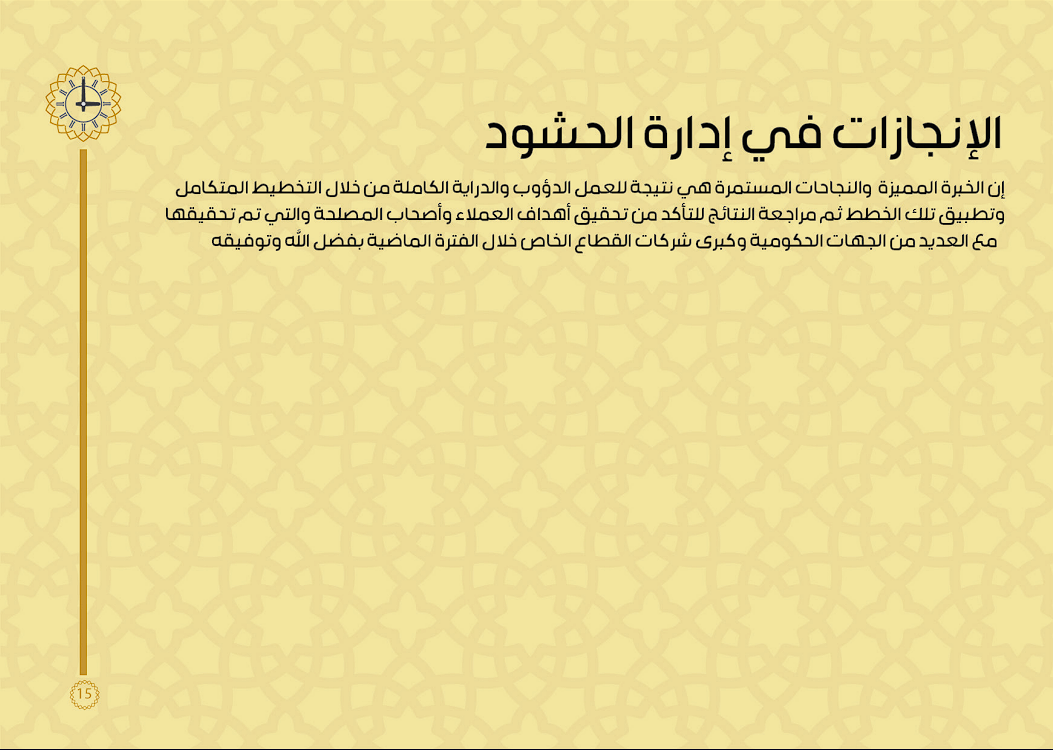 الإنجازات في إدارة الحشود
إن الخبرة المميزة والنجاحات المستمرة هي نتيجة للعمل الدؤوب والدراية الكاملة من خلال التخطيط المتكامل
وتطبيق تلك الخطط ثم مراجعة النتائج للتأكد من تحقيق أهداف العملاء وأصحاب المصلحة والتي تم تحقيقها
مع العديد من الجهات الحكومية وكبرى شركات القطاع الخاص خلال الفترة الماضية بفضل الله وتوفيقه
15